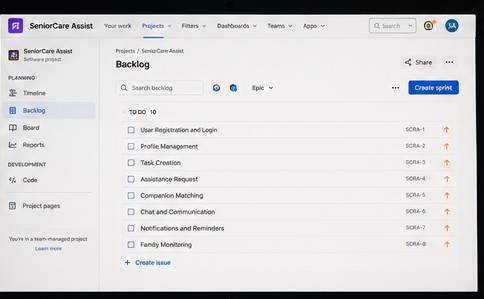 SeniorCare Assist
Your work
Projects
Filters
Dashboards
Teams
Apps
Search
SA
SeniorCare Assist
Software project
PLANNING
Timeline
Backlog
Board
Reports
DEVELOPMENT
Code
Project pages
You're in a team-managed project
Learn more
Projects / SeniorCare Assist
Backlog
Share
Search backlog
Epic
Create sprint
TO DO 10
User Registration and Login SCRA-1
Profile Management SCRA-2
Task Creation SCRA-3
Assistance Request SCRA-4
Companion Matching SCRA-5
Chat and Communication SCRA-6
Notifications and Reminders SCRA-7
Family Monitoring SCRA-8
+ Create issue